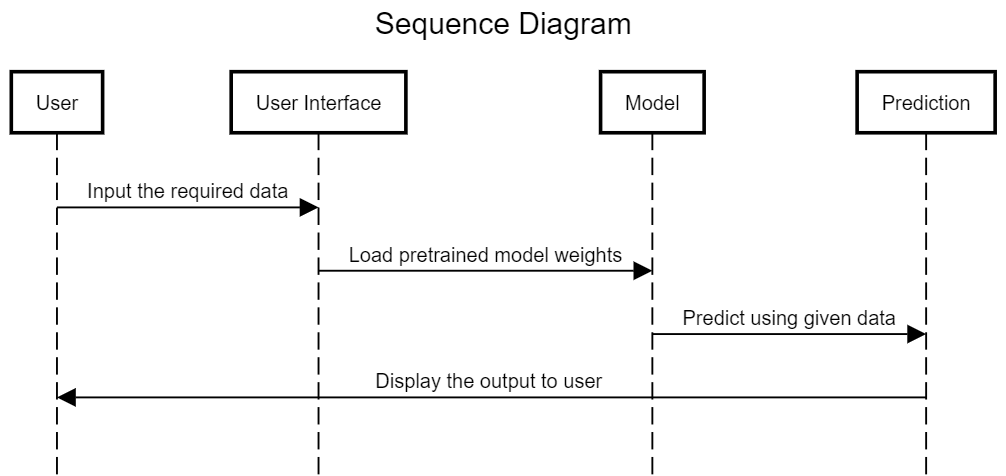 Sequence Diagram
User
User Interface
Model
Prediction
Input the required data
Load pretrained model weights
Predict using given data
Display the output to user